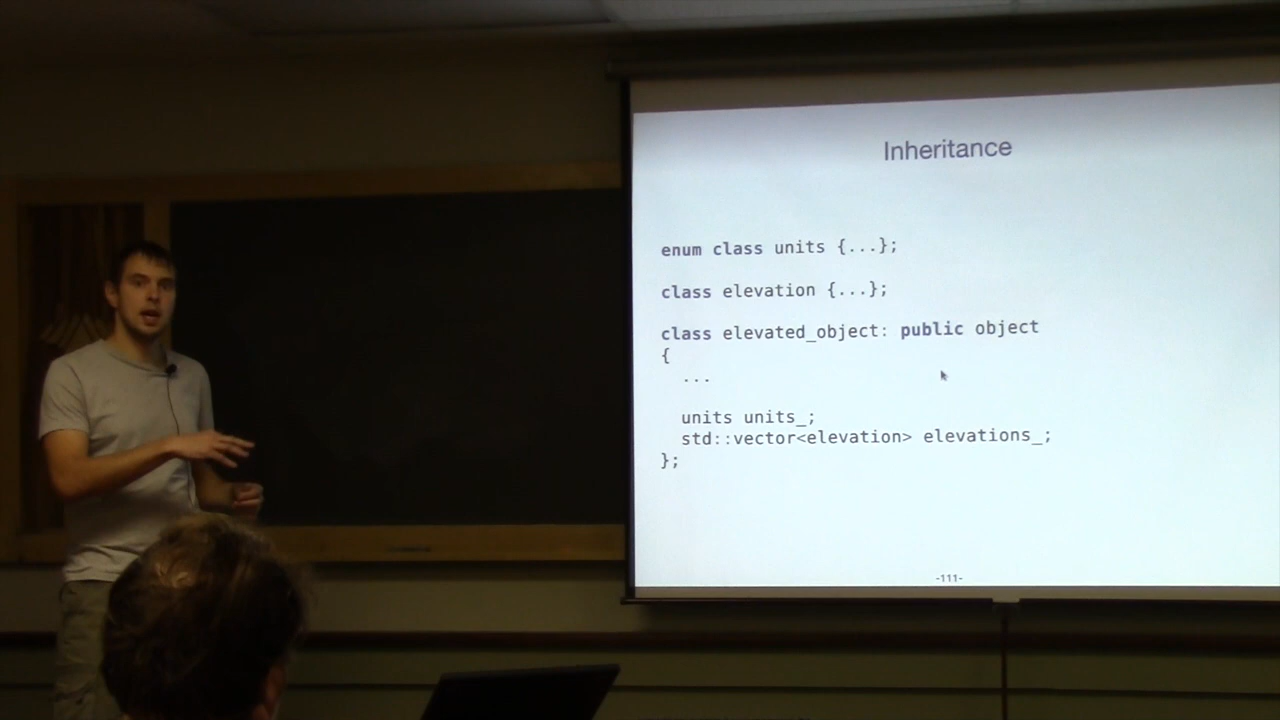 Inheritance
enum class units {...};
class elevation {...};
class elevated_object: public object
{
...
units units_;
std::vector<elevation> elevations_;
};
-111-